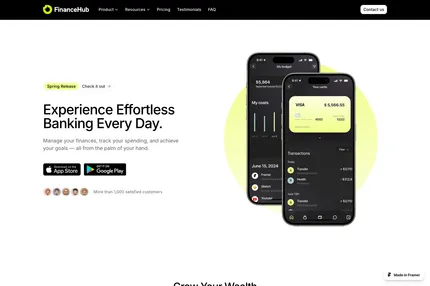 FinanceHub
Product
Resources
Pricing
Testimonials
FAQ
Contact us
Spring Release
Check it out →
Experience Effortless
Banking Every Day.
Manage your finances, track your spending, and achieve
your goals — all from the palm of your hand.
Download on the
App Store
GET IT ON
Google Play
More than 1,000 satisfied customers
My budget
$5,664
My costs
June 10, 2024
Your cards
VISA
$ 5,566.55
Transactions
Transfer
Health
Transfer
Made in Framer
Grow Your Wealth